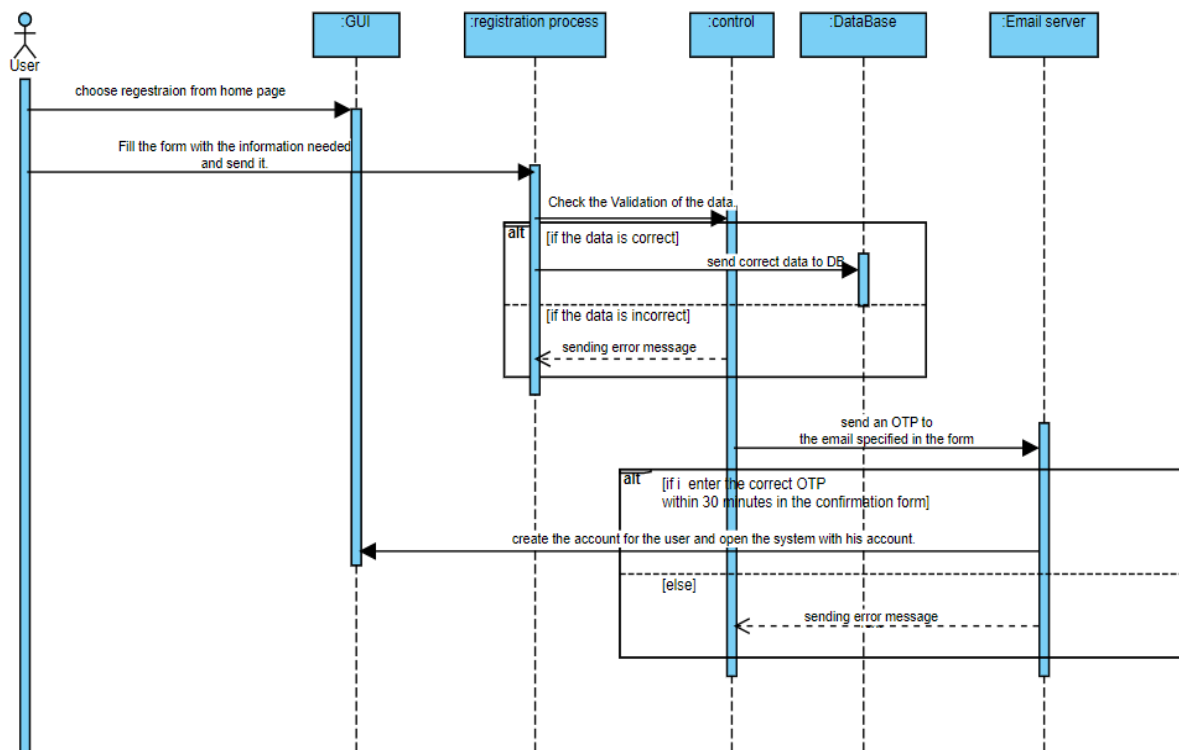 :GUI
:registration process
:control
:DataBase
:Email server
User
choose regestraion from home page
Fill the form with the information needed
and send it.
Check the Validation of the data.
alt
[if the data is correct]
send correct data to DB
[if the data is incorrect]
sending error message
send an OTP to
the email specified in the form
alt
[if i enter the correct OTP
within 30 minutes in the confirmation form]
create the account for the user and open the system with his account.
[else]
sending error message